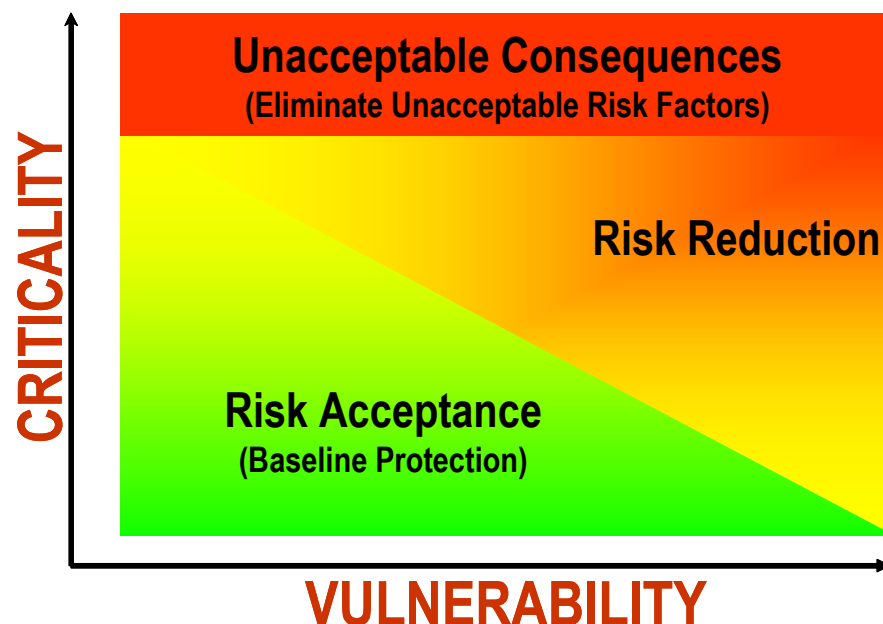 Unacceptable Consequences
(Eliminate Unacceptable Risk Factors)
CRITICALITY
Risk Reduction
Risk Acceptance
(Baseline Protection)
VULNERABILITY